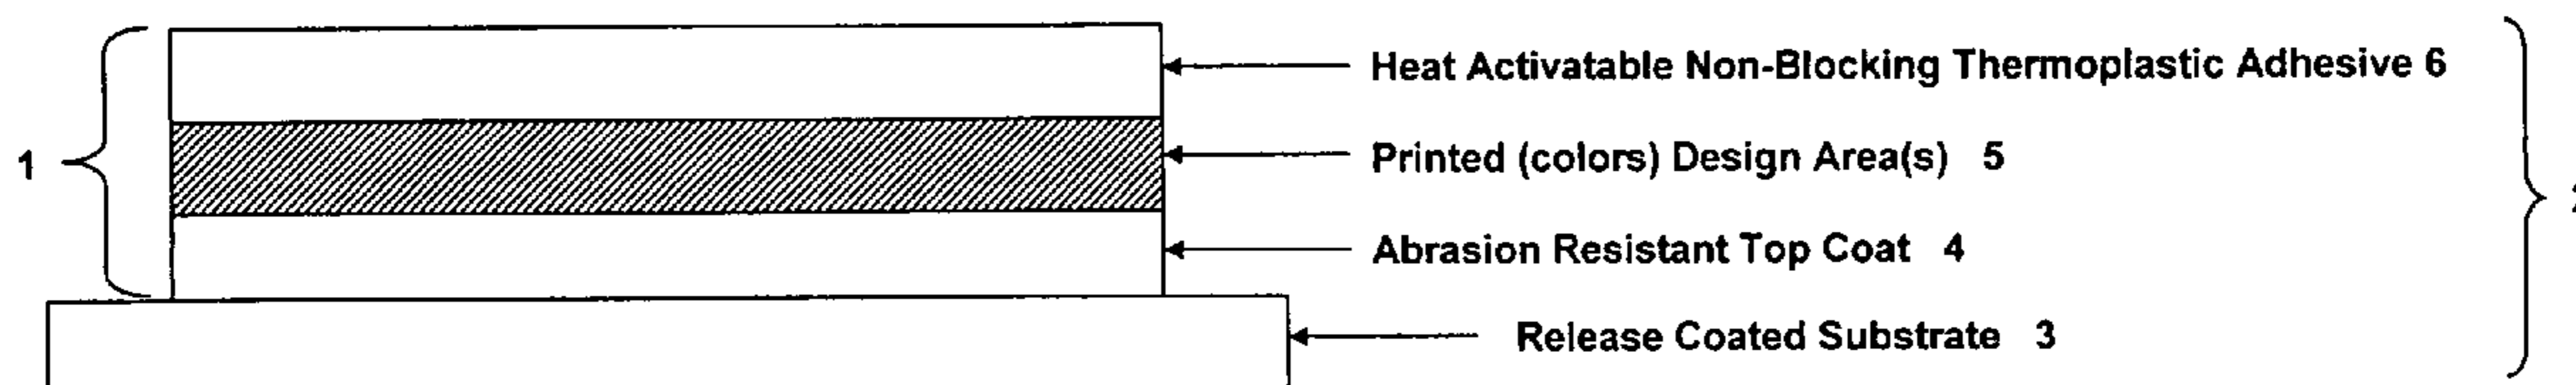 Heat Activatable Non-Blocking Thermoplastic Adhesive 6
1 Printed (colors) Design Area(s) 5
Abrasion Resistant Top Coat 4
Release Coated Substrate 3